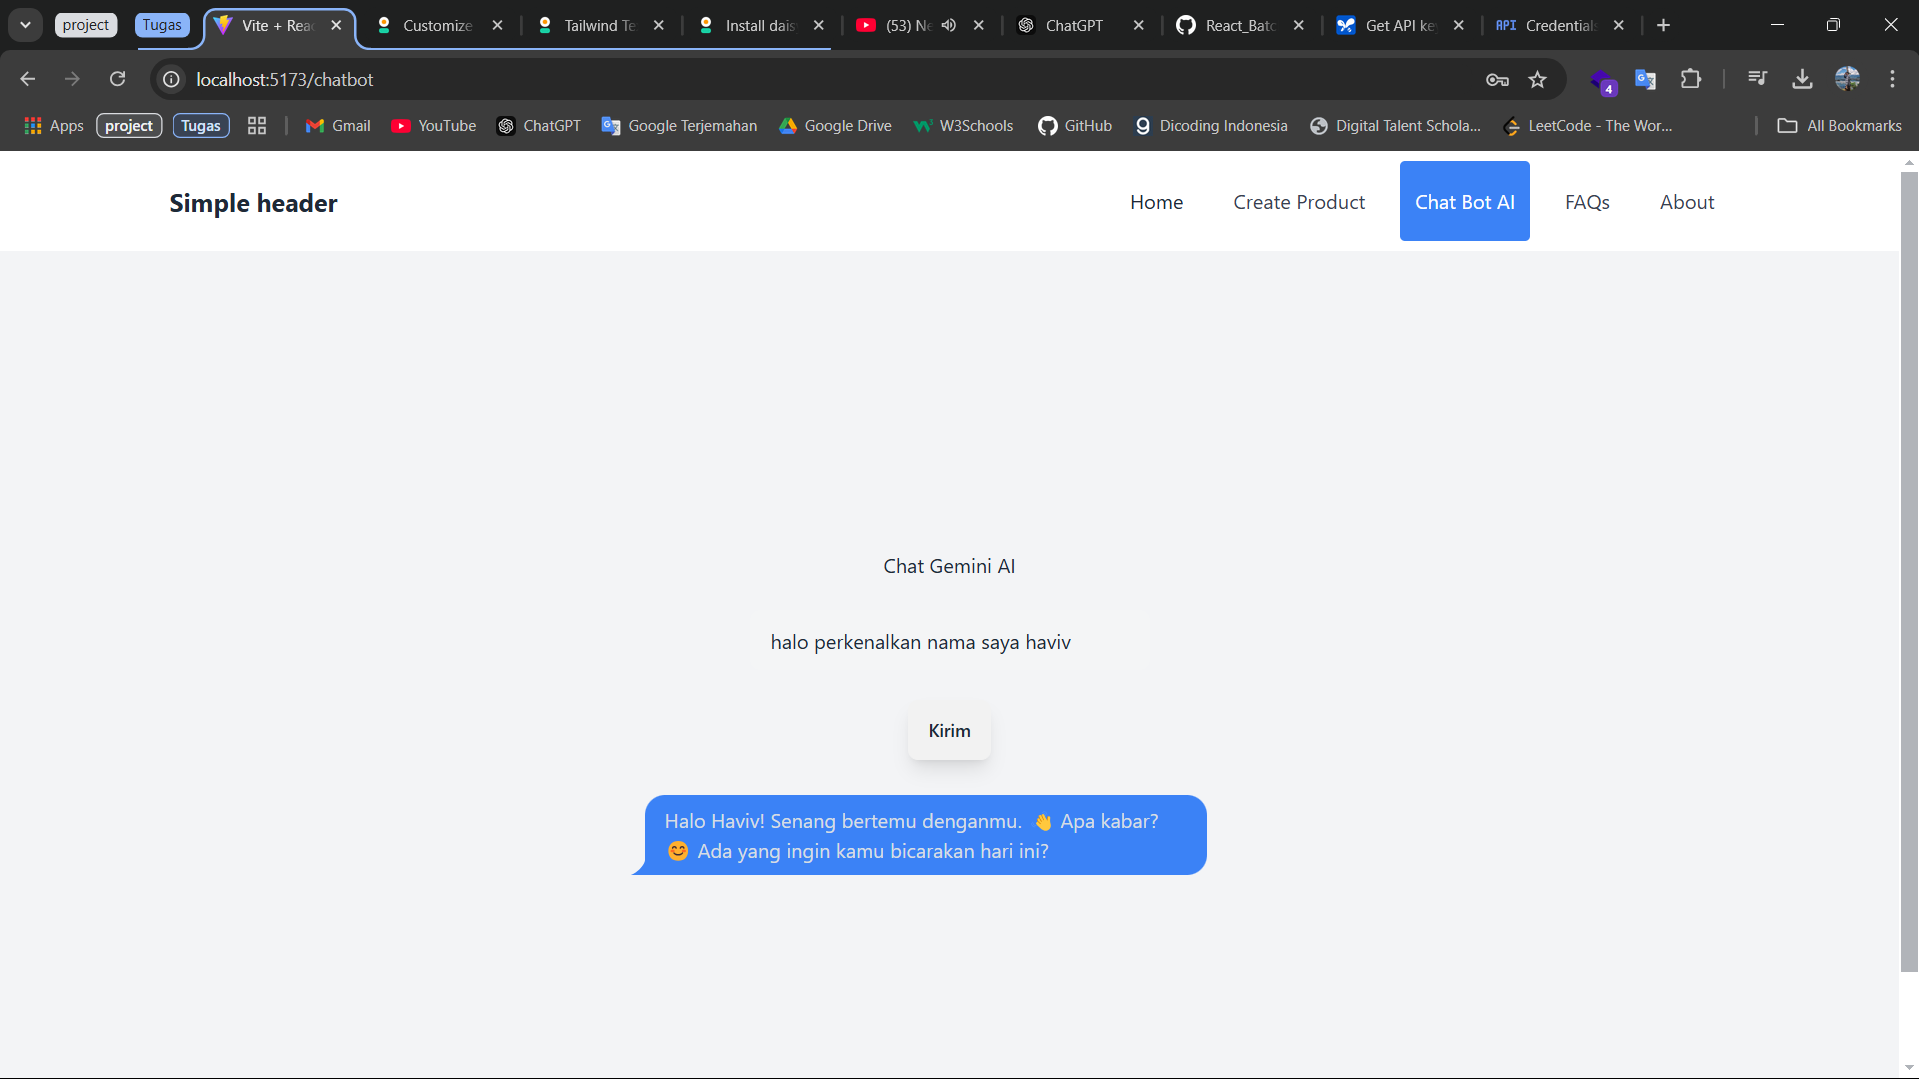 project
Tugas
Vite + Reac
Customize
Tailwind Te
Install dais
(53) Ne
ChatGPT
React_Batc
Get API ke
API
Credentials
localhost:5173/chatbot
4
Apps
project
Tugas
Gmail
YouTube
ChatGPT
Google Terjemahan
Google Drive
W3Schools
GitHub
Dicoding Indonesia
Digital Talent Schola...
LeetCode - The Wor...
All Bookmarks
Simple header
Home
Create Product
Chat Bot AI
FAQs
About
Chat Gemini AI
halo perkenalkan nama saya haviv
Kirim
Halo Haviv! Senang bertemu denganmu. 👋 Apa kabar?
😊 Ada yang ingin kamu bicarakan hari ini?